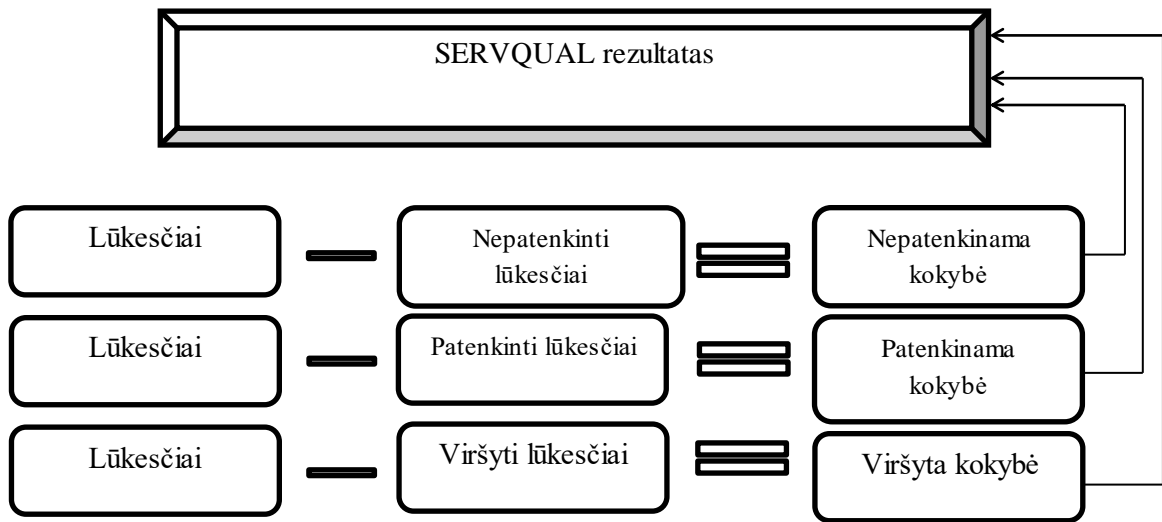 SERVQUAL rezultatas
Lūkesčiai
Nepatenkinti
lūkesčiai
Nepatenkinama
kokybė
Lūkesčiai
Patenkinti lūkesčiai
Patenkinama
kokybė
Lūkesčiai
Viršyti lūkesčiai
Viršyta kokybė